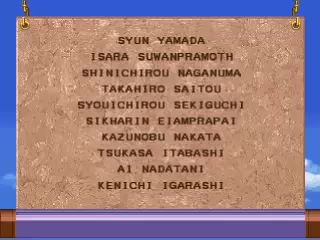 SYUN YAMADA
ISARA SUWANPRAMOTH
SHINICHIROU NAGANUMA
TAKAHIRO SAITOU
SYOUICHIROU SEKIGUCHI
SIKHARIN EIAMPRAPAI
KAZUNOBU NAKATA
TSUKASA ITABASHI
AI NADATANI
KENICHI IGARASHI